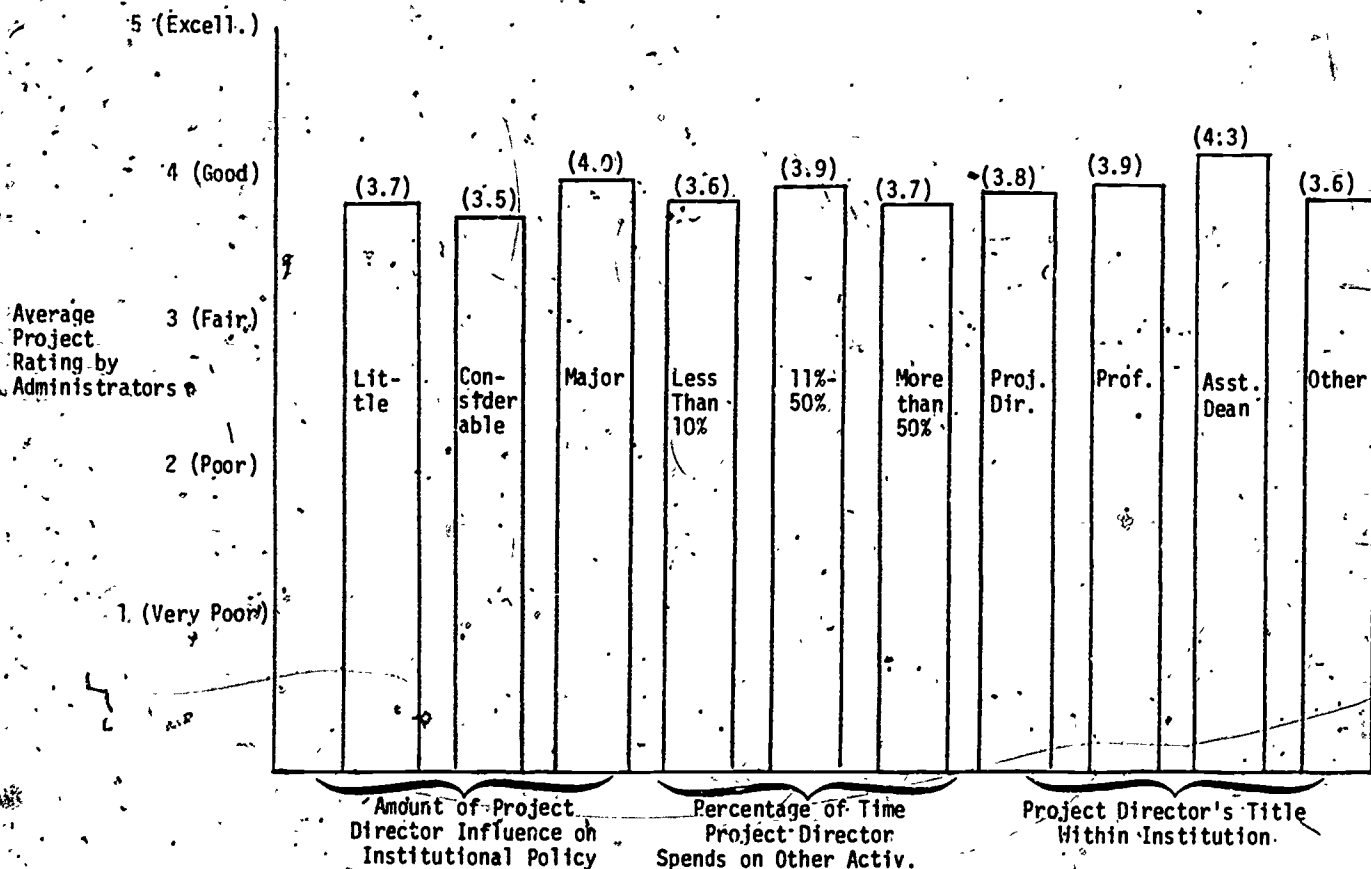 5 (Excell.)
4 (Good)
3 (Fair)
2 (Poor)
1 (Very Poor)
Average
Project
Rating by
Administrators
(3.7)
(3.5)
(4.0)
(3.6)
(3.9)
(3.7)
(3.8)
(3.9)
(4.3)
(3.6)
Lit-
tle
Con-
sider
able
Major
Less
Than
10%
11%-
50%
More
than
50%
Proj.
Dir.
Prof.
Asst.
Dean
Other
Amount of Project
Director Influence on
Institutional Policy
Percentage of Time
Project Director
Spends on Other Activ.
Project Director's Title
Within Institution